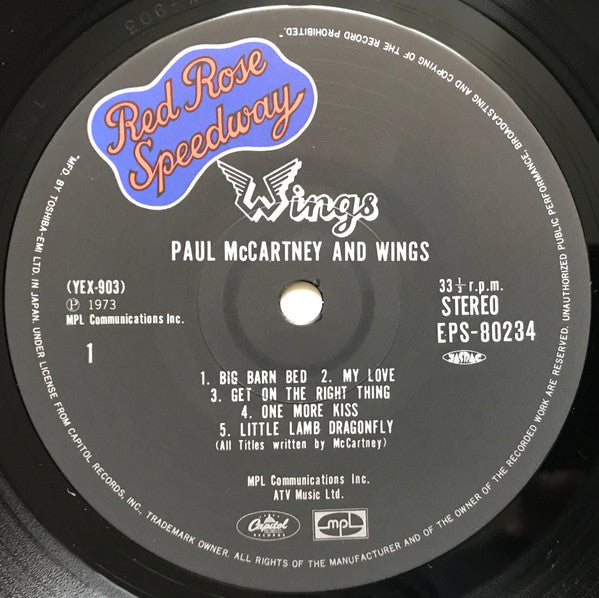 Red Rose
Speedway
Wings
PAUL McCARTNEY AND WINGS
(YEX-903)
Ⓟ 1973
MPL Communications Inc.
1
33 1/3 r.p.m.
STEREO
EPS-80234
JASRAC
1. BIG BARN BED 2. MY LOVE
3. GET ON THE RIGHT THING
4. ONE MORE KISS
5. LITTLE LAMB DRAGONFLY
(All Titles written by McCartney)
MPL Communications Inc.
ATV Music Ltd.
Capitol
RECORDS
MPL
"MFD. BY TOSHIBA-EMI LTD. IN JAPAN UNDER LICENSE FROM CAPITOL RECORDS, INC., TRADEMARK OWNER. ALL RIGHTS OF THE MANUFACTURER AND OF THE OWNER OF THE RECORDED WORK ARE RESERVED. UNAUTHORIZED PUBLIC PERFORMANCE, BROADCASTING AND COPYING OF THE RECORD PROHIBITED."